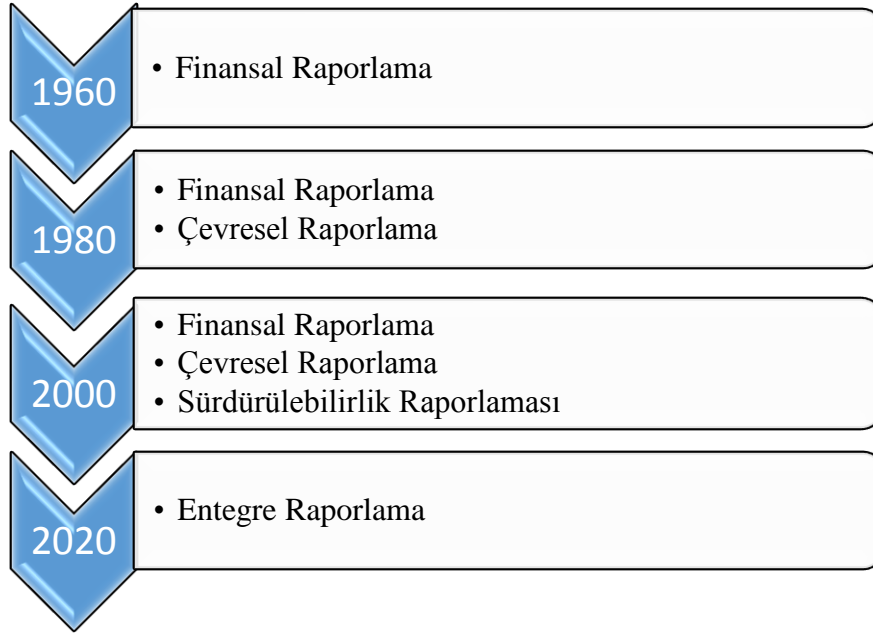 1960
• Finansal Raporlama
1980
• Finansal Raporlama
• Çevresel Raporlama
2000
• Finansal Raporlama
• Çevresel Raporlama
• Sürdürülebilirlik Raporlaması
2020
• Entegre Raporlama